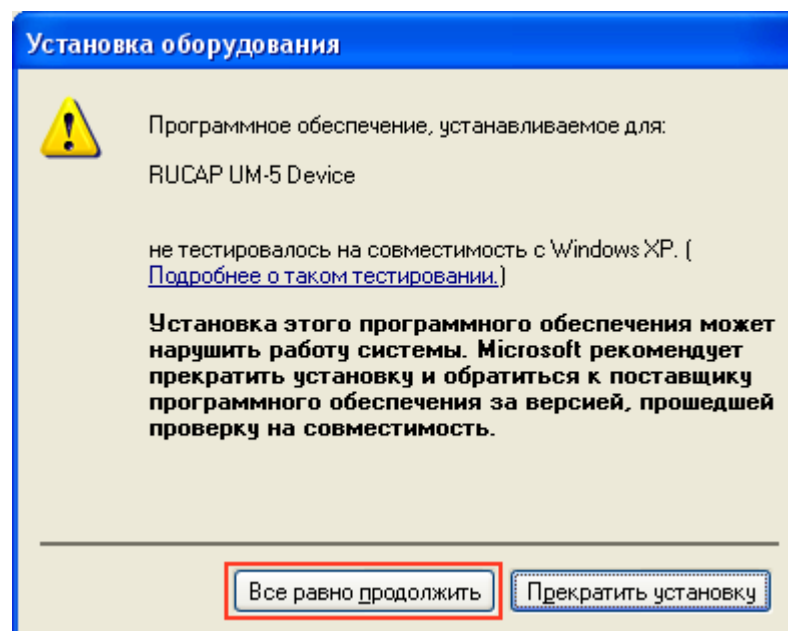 Установка оборудования
Программное обеспечение, устанавливаемое для:
RUCAP UM-5 Device
не тестировалось на совместимость с Windows XP. (
Подробнее о таком тестировании.)
Установка этого программного обеспечения может
нарушить работу системы. Microsoft рекомендует
прекратить установку и обратиться к поставщику
программного обеспечения за версией, прошедшей
проверку на совместимость.
Все равно продолжить
Прекратить установку